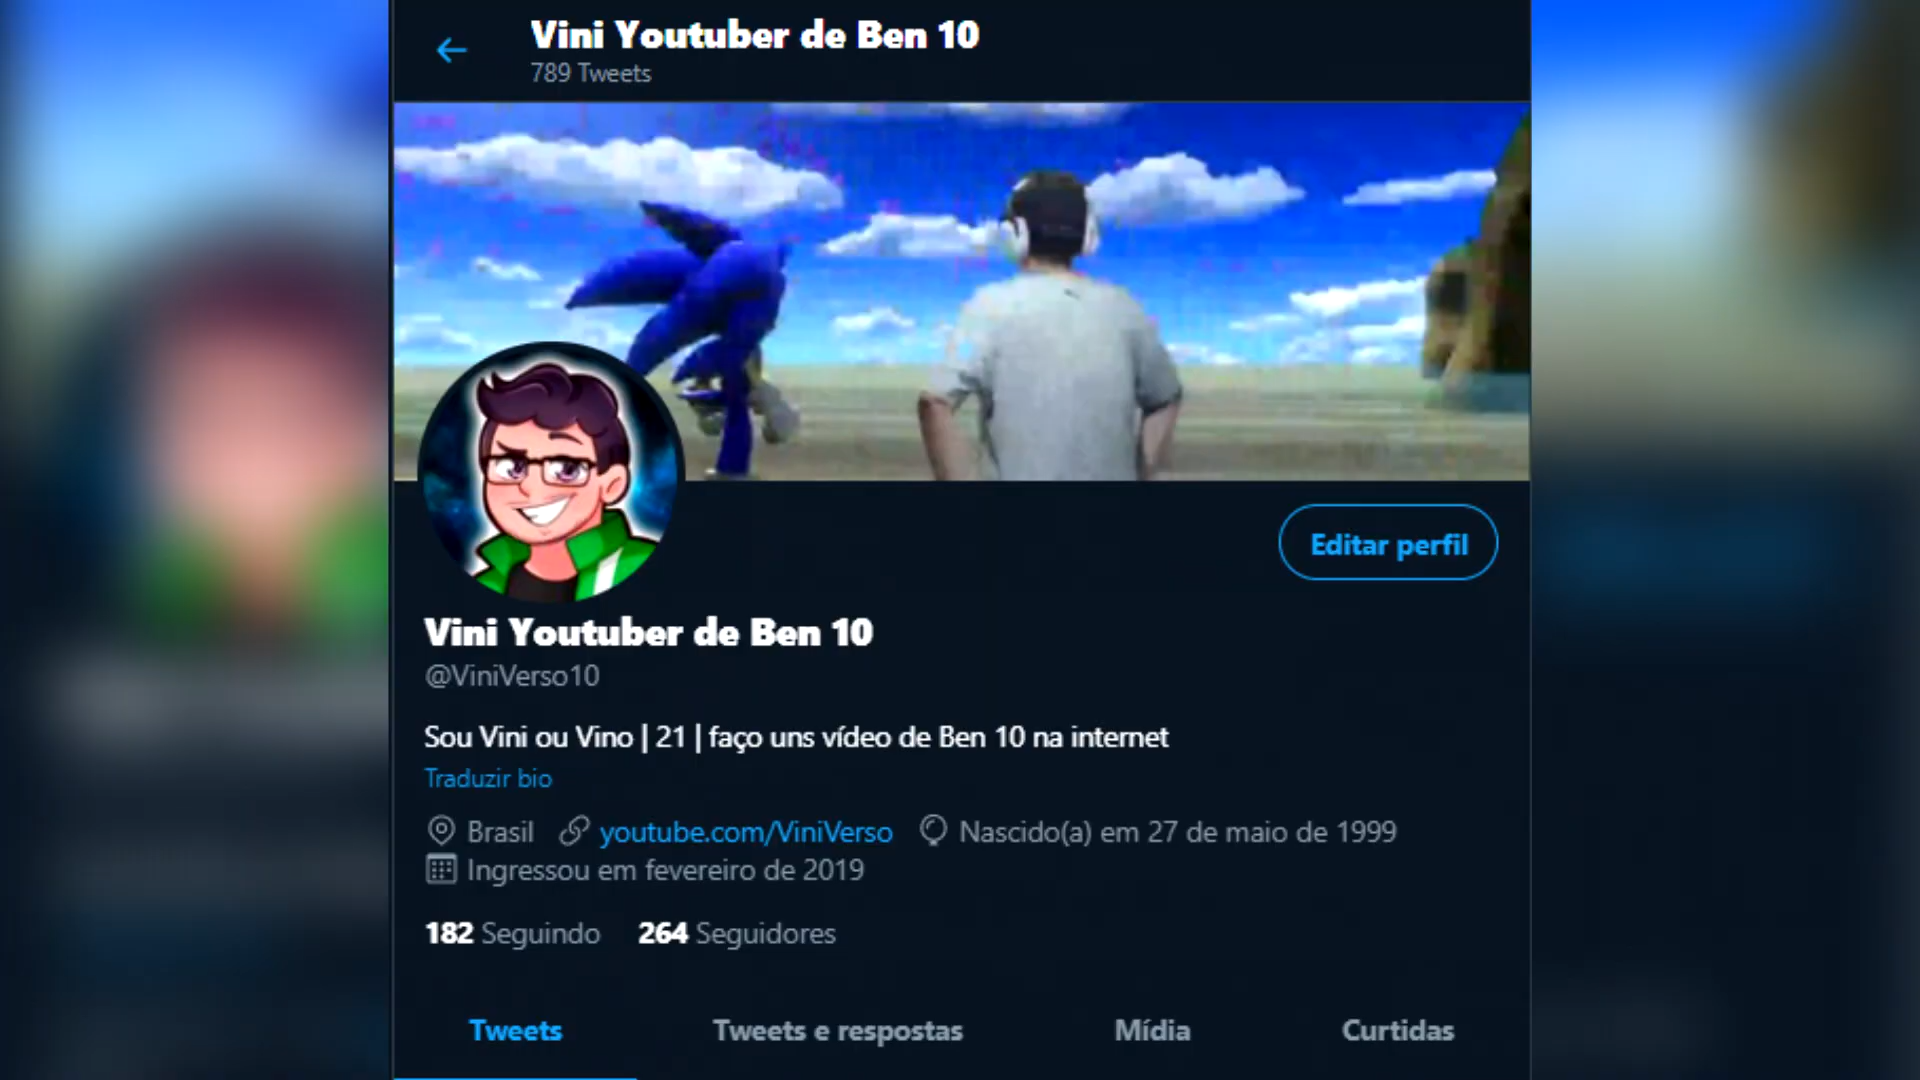 Vini Youtuber de Ben 10
789 Tweets
Editar perfil
Vini Youtuber de Ben 10
@ViniVerso10
Sou Vini ou Vino | 21 | faço uns vídeo de Ben 10 na internet
Traduzir bio
Brasil youtube.com/ViniVerso Nascido(a) em 27 de maio de 1999
Ingressou em fevereiro de 2019
182 Seguindo 264 Seguidores
Tweets Tweets e respostas Mídia Curtidas